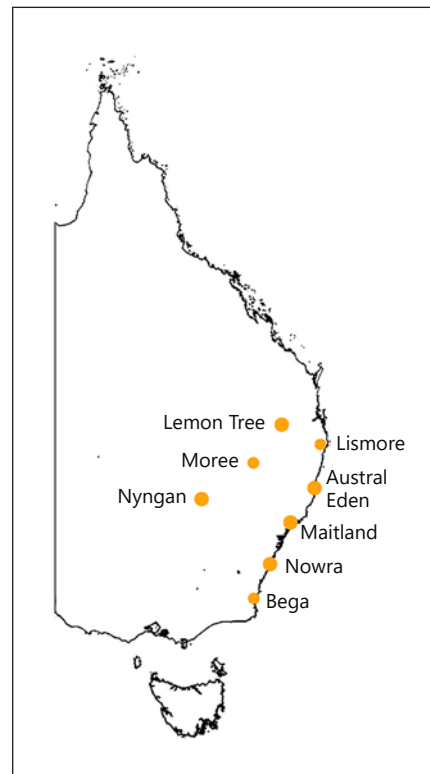 Lemon Tree
Lismore
Moree
Austral
Eden
Nyngan
Maitland
Nowra
Bega